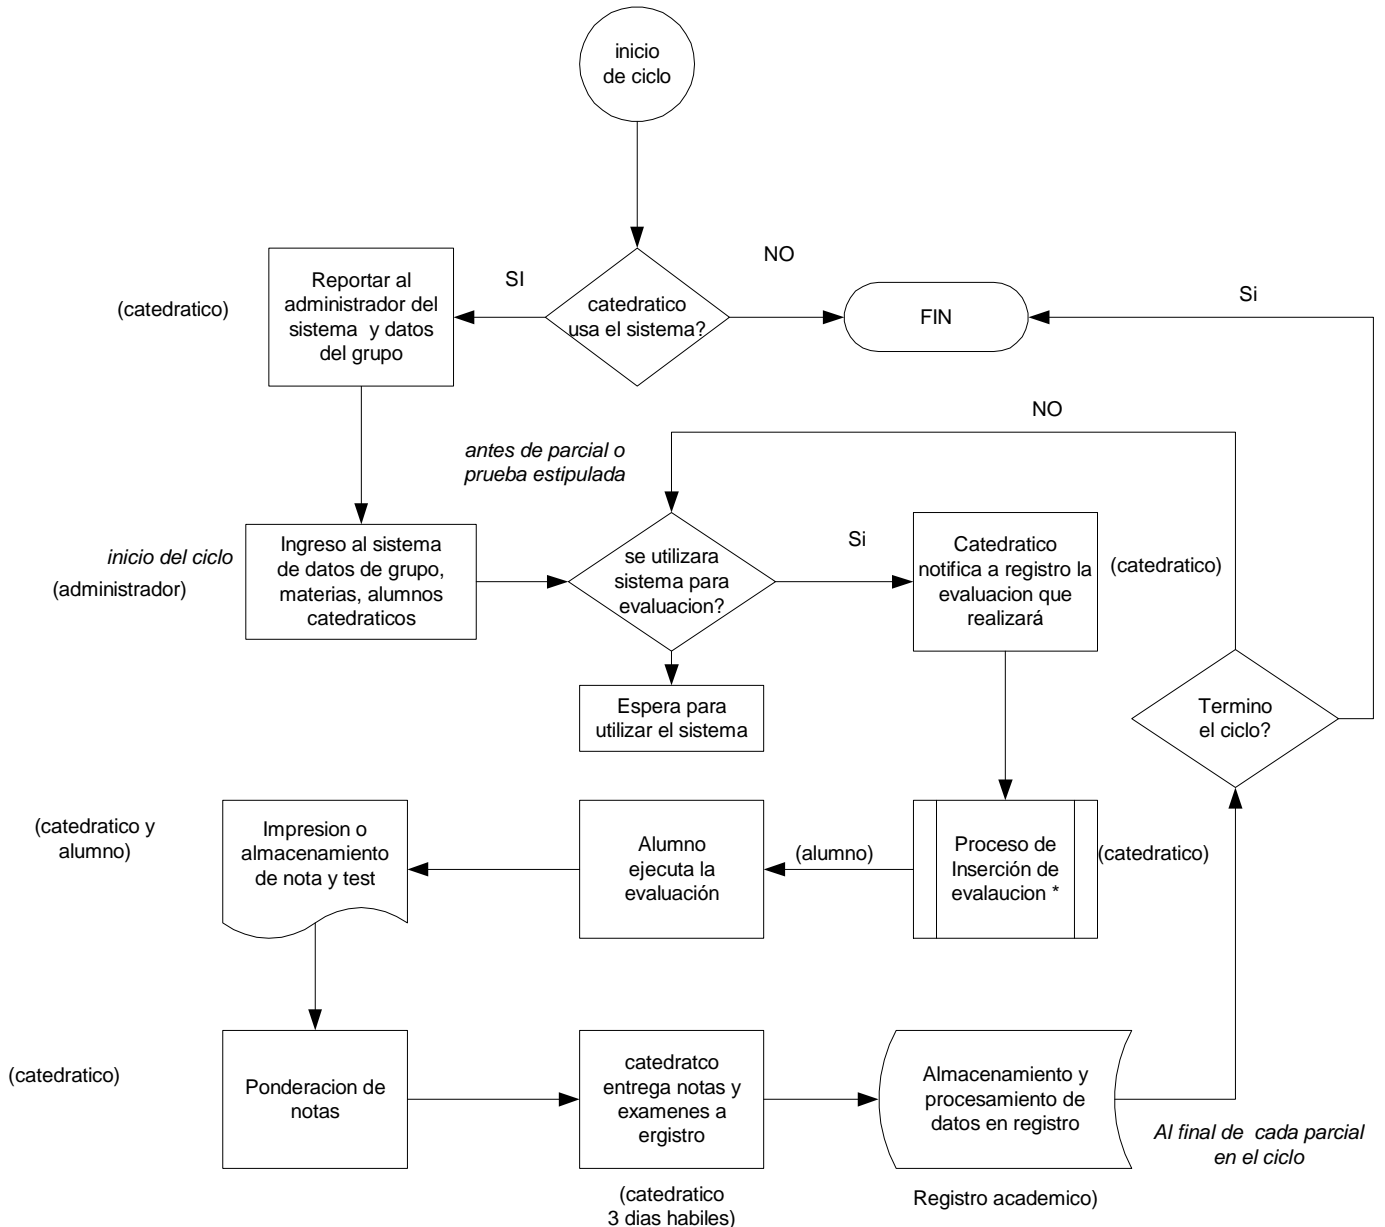 inicio
de ciclo
NO
SI
Si
Reportar al
administrador del
sistema y datos
del grupo
(catedratico)
catedratico
usa el sistema?
FIN
NO
antes de parcial o
prueba estipulada
inicio del ciclo
(administrador)
Ingreso al sistema
de datos de grupo,
materias, alumnos
catedraticos
se utilizara
sistema para
evaluacion?
Si
Catedratico
notifica a registro la
evaluacion que
realizará
(catedratico)
Espera para
utilizar el sistema
Termino
el ciclo?
(catedratico y
alumno)
Impresion o
almacenamiento
de nota y test
Alumno
ejecuta la
evaluación
(alumno)
Proceso de
Inserción de
evalaucion *
(catedratico)
(catedratico)
Ponderacion de
notas
catedratco
entrega notas y
examenes a
ergistro
Almacenamiento y
procesamiento de
datos en registro
Al final de cada parcial
en el ciclo
(catedratico
3 dias habiles)
Registro academico)